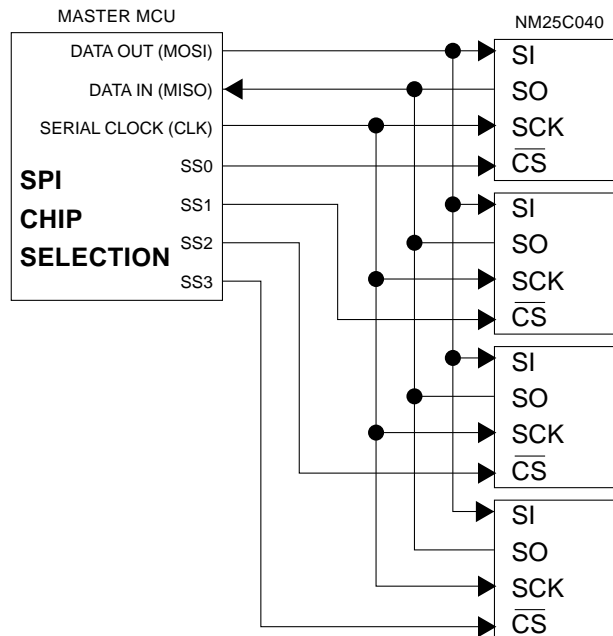 MASTER MCU
DATA OUT (MOSI)
DATA IN (MISO)
SERIAL CLOCK (CLK)
SS0
SPI
SS1
CHIP
SS2
SELECTION
SS3
NM25C040
SI
SO
SCK
CS
SI
SO
SCK
CS
SI
SO
SCK
CS
SI
SO
SCK
CS